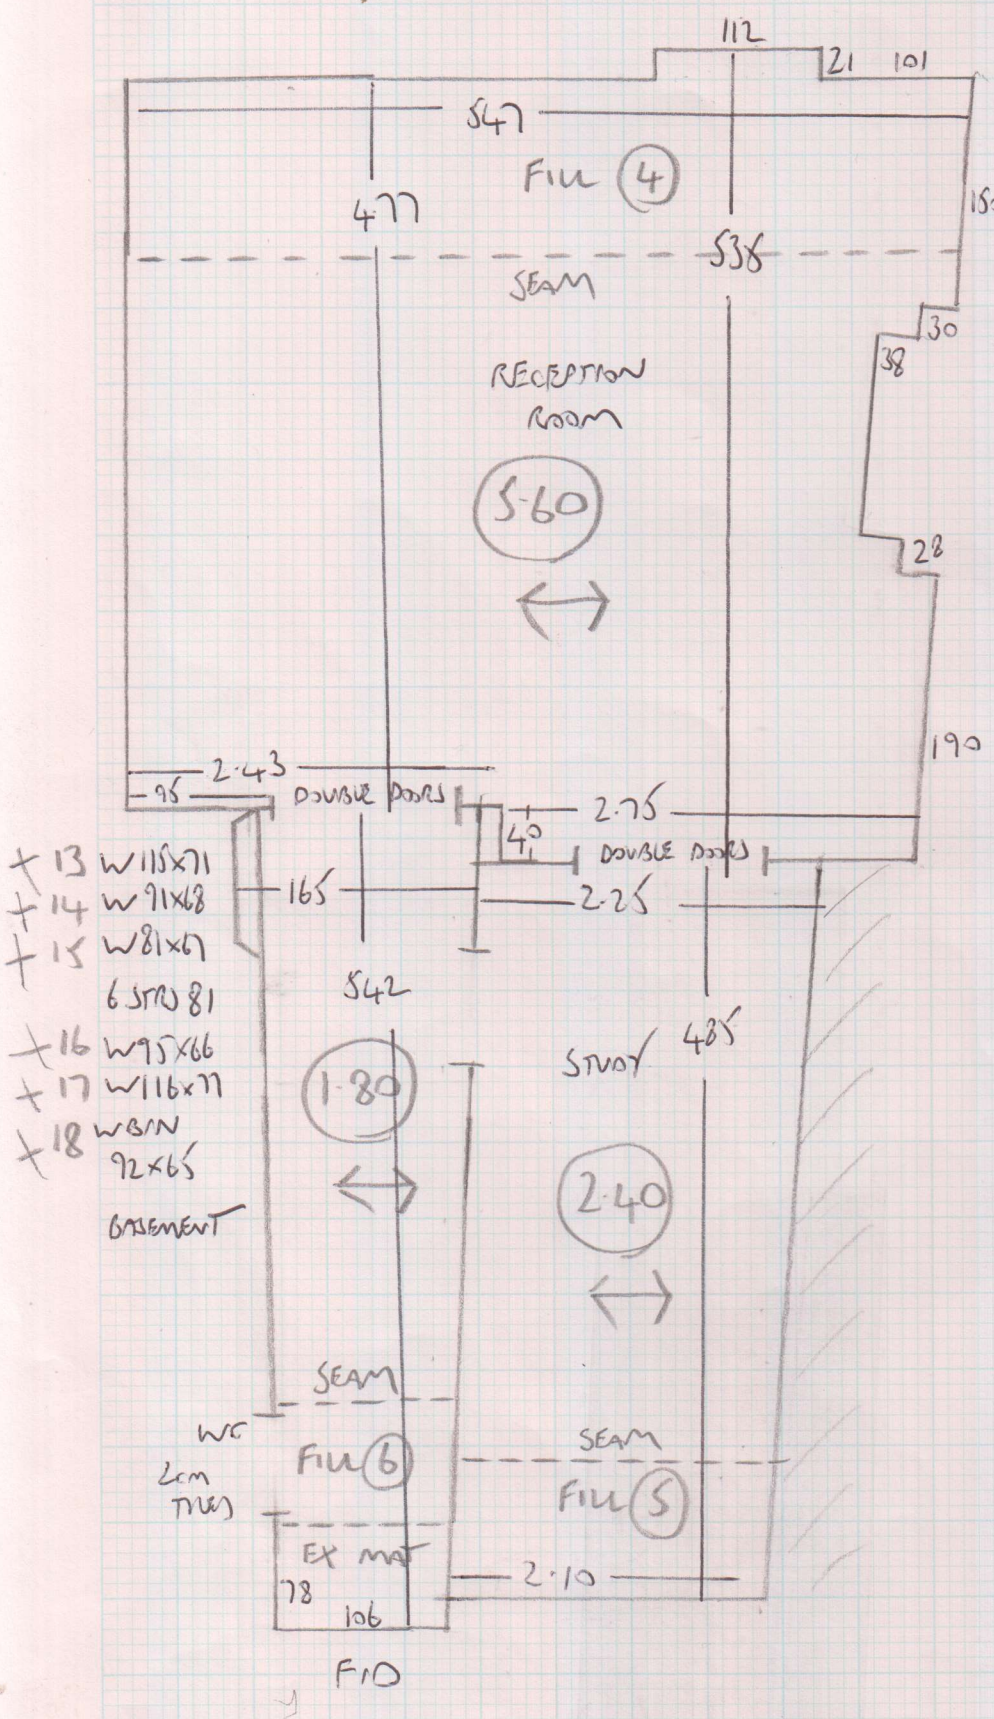 112
21 101
547
FILL 4
477
538
SEAM
30
38
RECEPTION
ROOM
5.60
28
190
2.43
95 DOUBLE DOORS
2.75
40
DOUBLE DOORS
+ 13 W115x71
+ 14 W91x68
+ 15 W81x67
6 STRS 81
+ 16 W95x66
+ 17 W116x77
+ 18 WBIN
92x65
BASEMENT
165
2.25
542
485
STUDY
1.80
2.40
SEAM
WC
FILL 6
2cm
TILES
SEAM
FILL 5
EX MAT
78
106
2.10
F1D